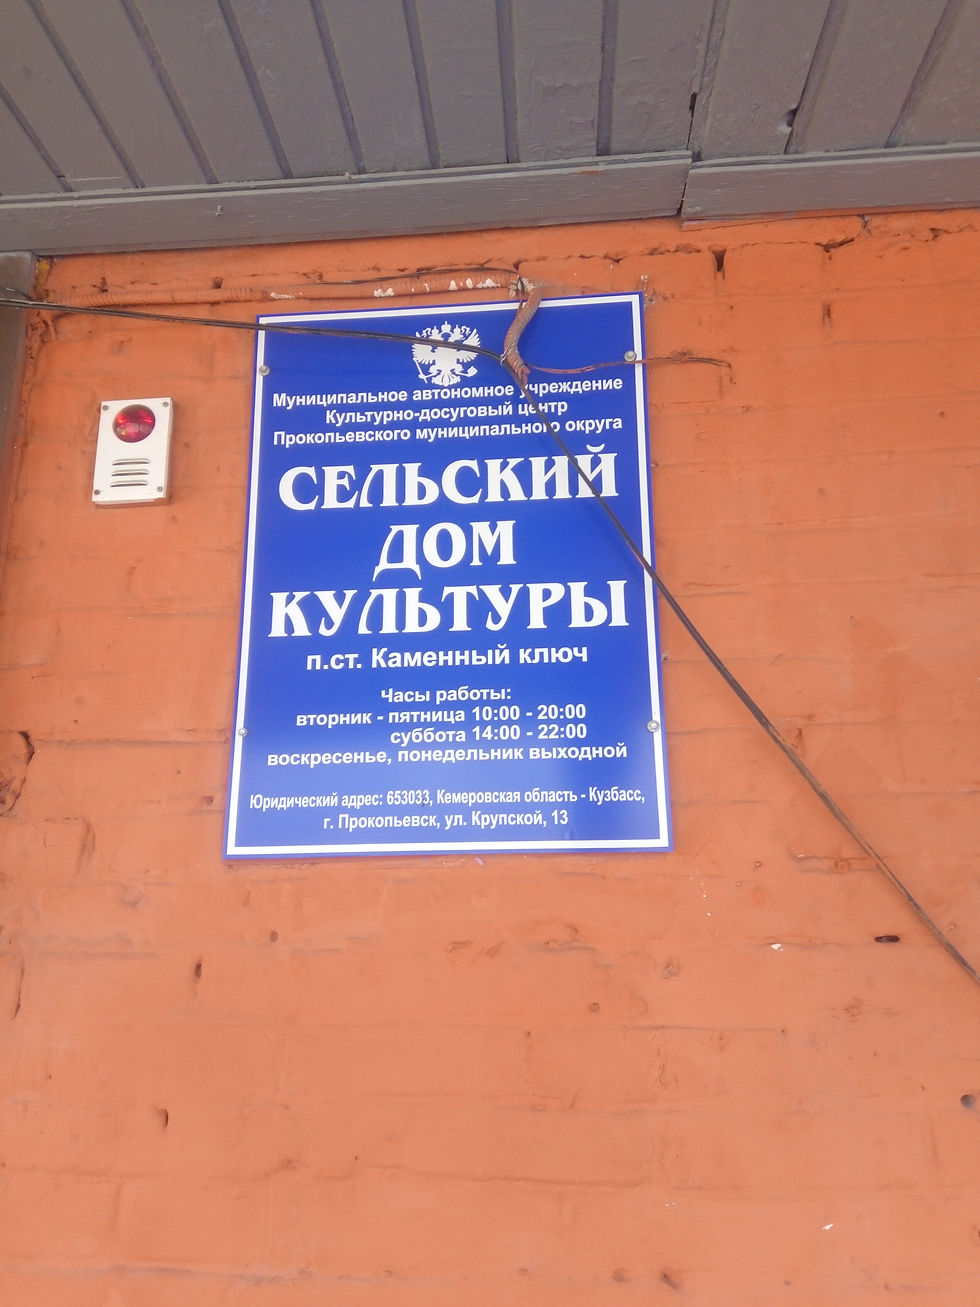 Муниципальное автономное учреждение
Культурно-досуговый центр
Прокопьевского муниципального округа
СЕЛЬСКИЙ
ДОМ
КУЛЬТУРЫ
п.ст. Каменный ключ
Часы работы:
вторник - пятница 10:00 - 20:00
суббота 14:00 - 22:00
воскресенье, понедельник выходной
Юридический адрес: 653033, Кемеровская область - Кузбасс,
г. Прокопьевск, ул. Крупской, 13